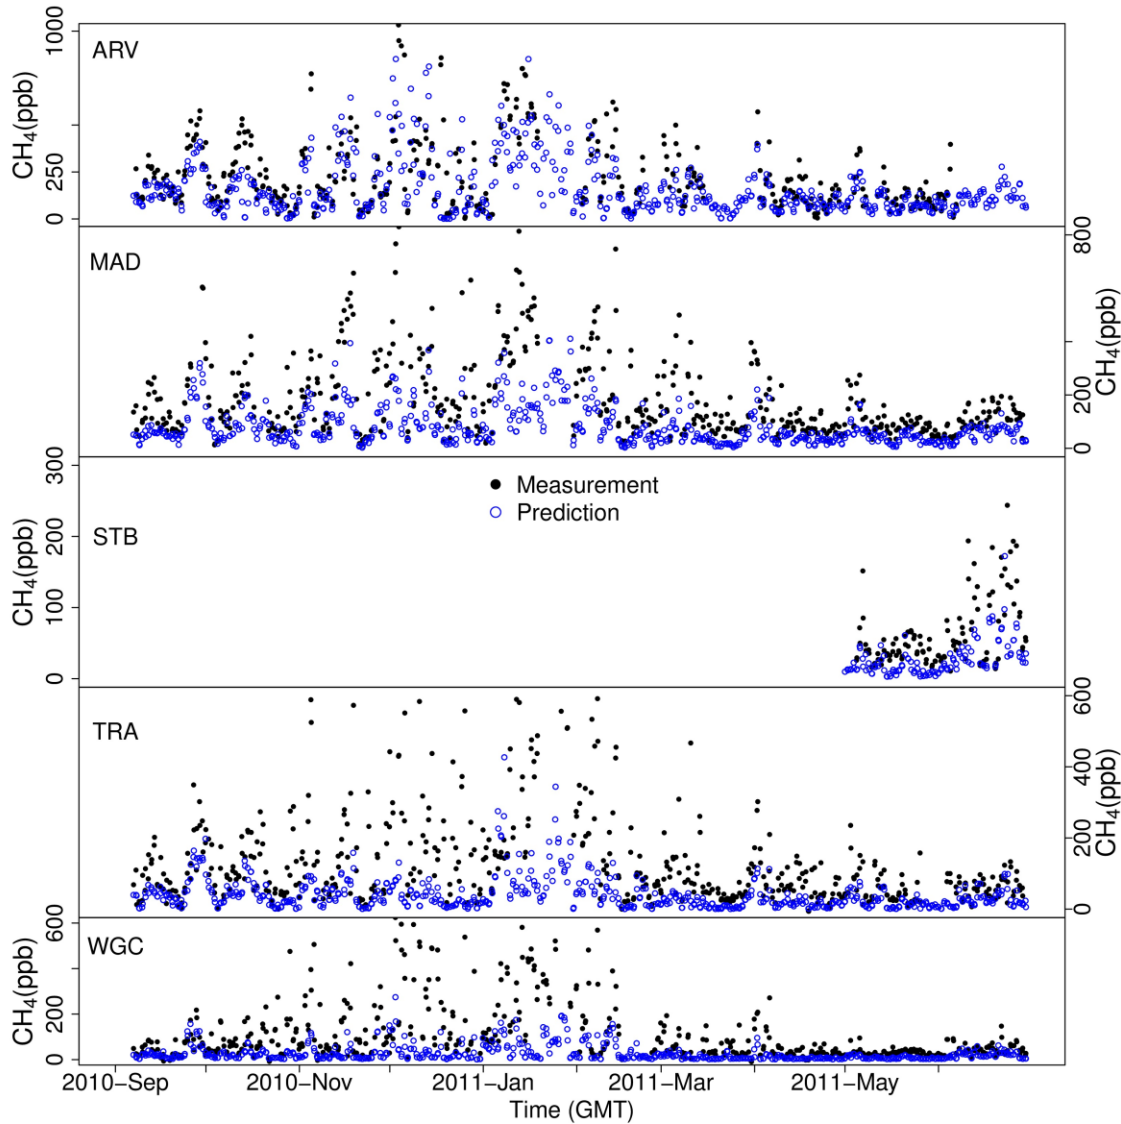 ARV
CH₄(ppb)
1000
250
0
MAD
CH₄(ppb)
800
200
0
STB
CH₄(ppb)
300
200
100
0
Measurement
Prediction
TRA
CH₄(ppb)
600
400
200
0
WGC
CH₄(ppb)
600
200
0
2010–Sep 2010–Nov 2011–Jan 2011–Mar 2011–May
Time (GMT)